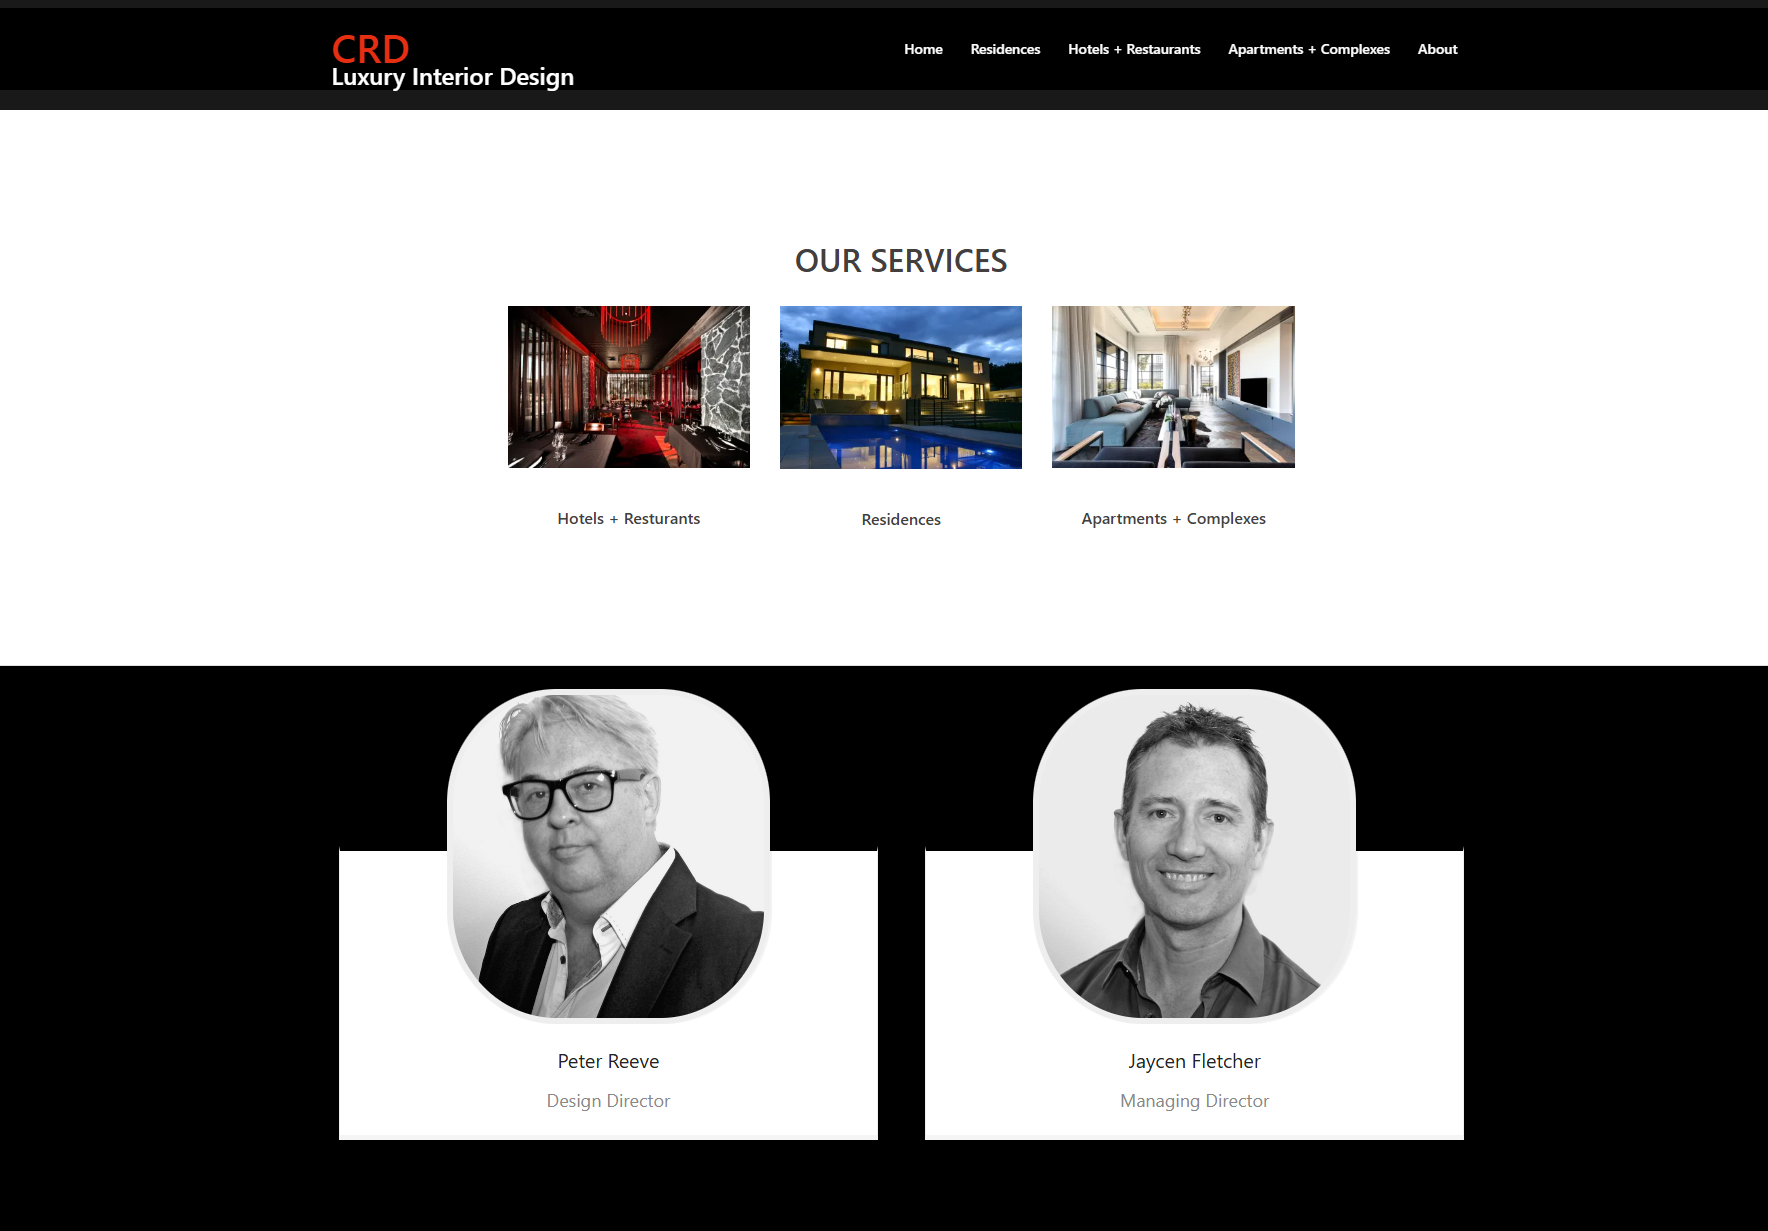 CRD
Luxury Interior Design
Home Residences Hotels + Restaurants Apartments + Complexes About
OUR SERVICES
Hotels + Resturants
Residences
Apartments + Complexes
Peter Reeve
Design Director
Jaycen Fletcher
Managing Director